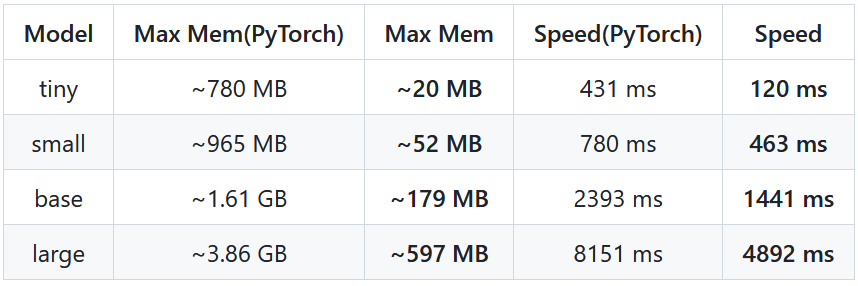 Model Max Mem(PyTorch) Max Mem Speed(PyTorch) Speed
tiny ~780 MB ~20 MB 431 ms 120 ms
small ~965 MB ~52 MB 780 ms 463 ms
base ~1.61 GB ~179 MB 2393 ms 1441 ms
large ~3.86 GB ~597 MB 8151 ms 4892 ms